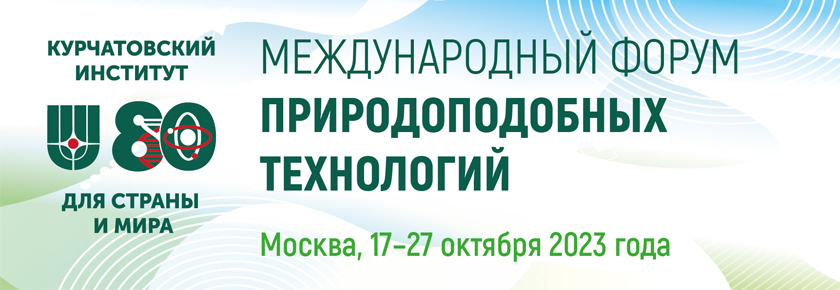 КУРЧАТОВСКИЙ
ИНСТИТУТ
80
ДЛЯ СТРАНЫ
И МИРА
МЕЖДУНАРОДНЫЙ ФОРУМ
ПРИРОДОПОДОБНЫХ
ТЕХНОЛОГИЙ
Москва, 17–27 октября 2023 года